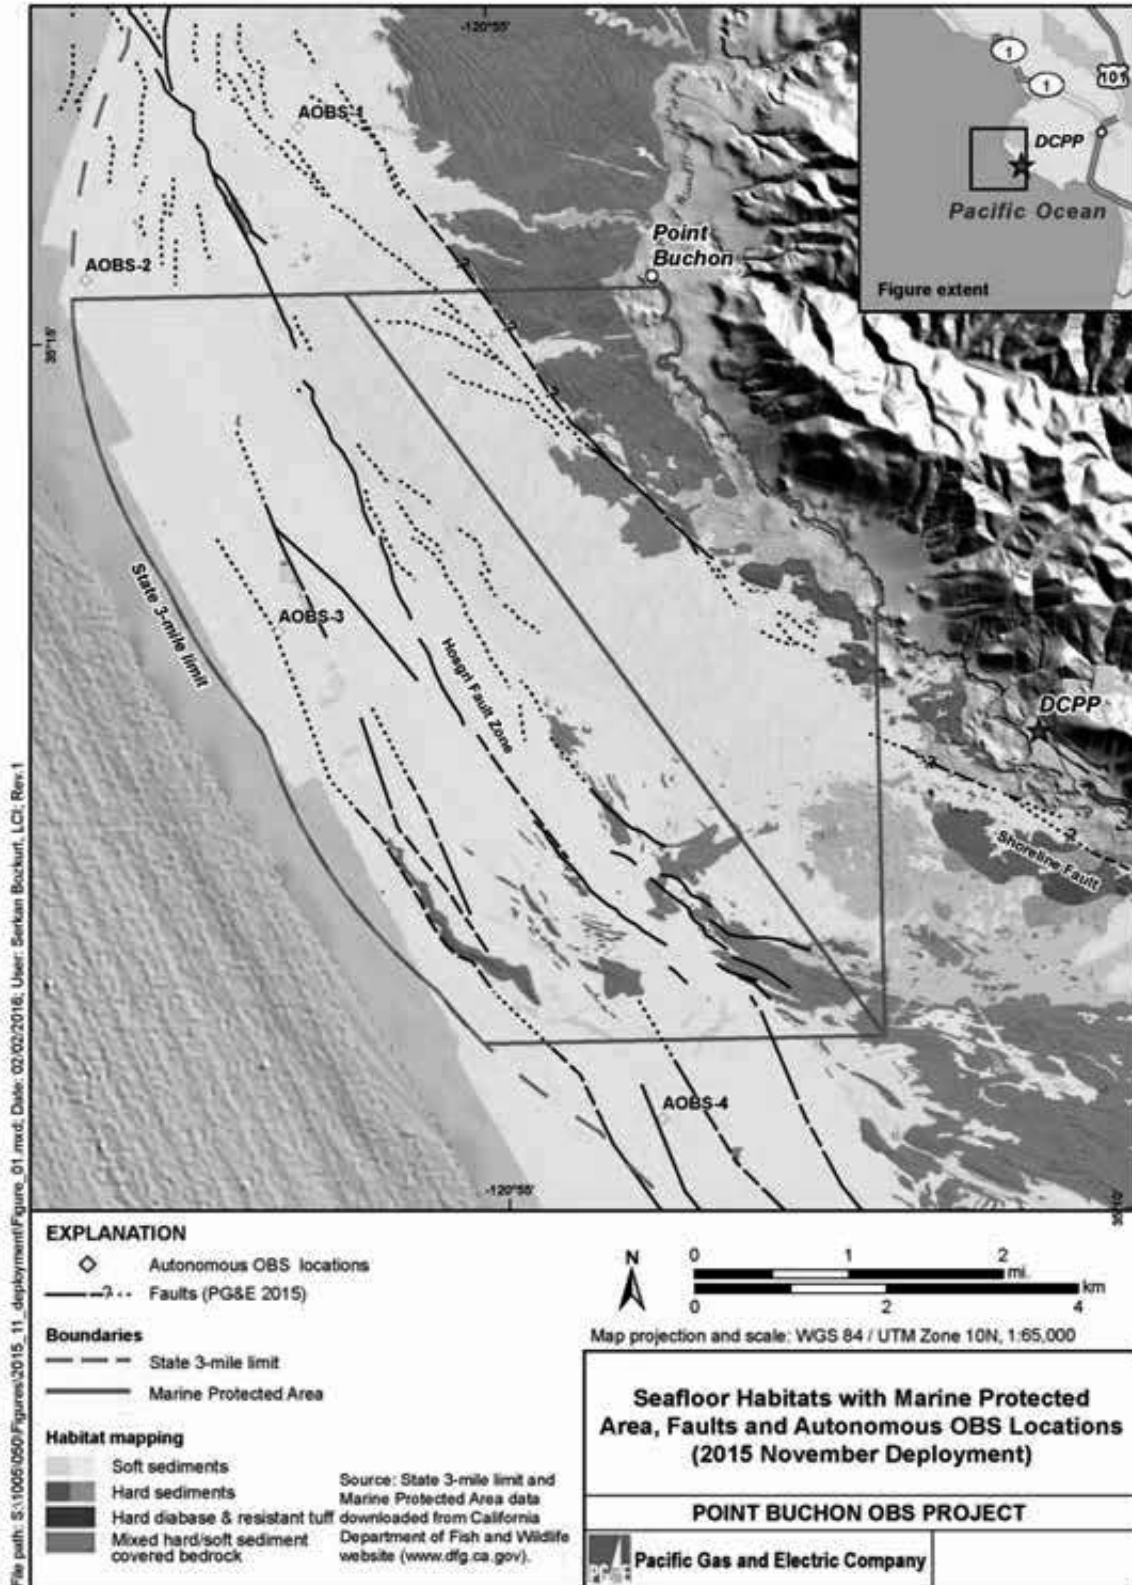 -120°55'
1
1
101
DCPP
Pacific Ocean
Figure extent
AOBS-1
Point
Buchon
AOBS-2
35°15'
?
?
?
State 3-mile limit
AOBS-3
Hosgri Fault Zone
DCPP
?
?
Shoreline Fault
AOBS-4
-120°55'
35°10'
File path: S:\1005\050\Figures\2015_11_deployment\Figure_01.mxd; Date: 02/02/2016; User: Serkan Bozkurt, LCI; Rev.1
EXPLANATION
Autonomous OBS locations
?
Faults (PG&E 2015)
Boundaries
State 3-mile limit
Marine Protected Area
Habitat mapping
Soft sediments
Hard sediments
Hard diabase & resistant tuff
Mixed hard/soft sediment
covered bedrock
Source: State 3-mile limit and
Marine Protected Area data
downloaded from California
Department of Fish and Wildlife
website (www.dfg.ca.gov).
N
0 1 2
mi.
km
0 2 4
Map projection and scale: WGS 84 / UTM Zone 10N, 1:65,000
Seafloor Habitats with Marine Protected
Area, Faults and Autonomous OBS Locations
(2015 November Deployment)
POINT BUCHON OBS PROJECT
PG&E
Pacific Gas and Electric Company